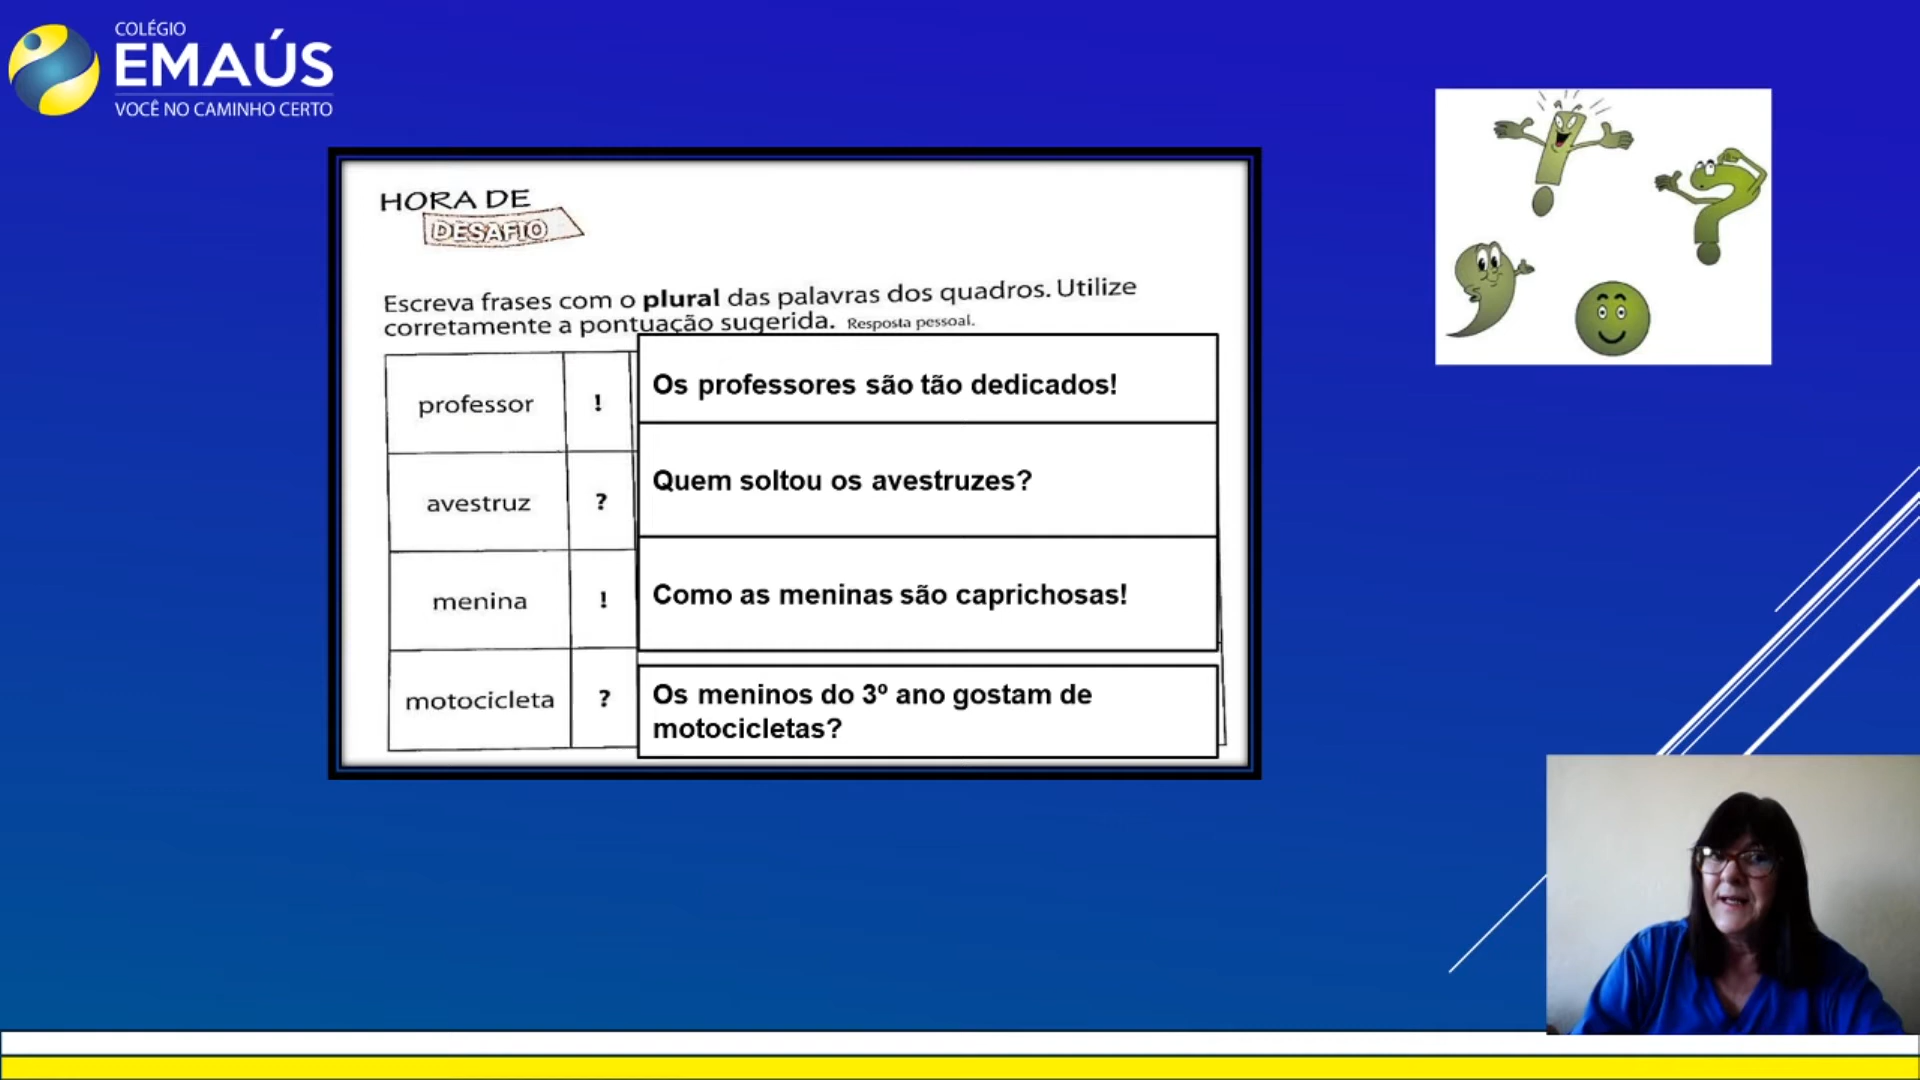 COLÉGIO
EMAÚS
VOCÊ NO CAMINHO CERTO
HORA DE
DESAFIO
Escreva frases com o plural das palavras dos quadros. Utilize
corretamente a pontuação sugerida. Resposta pessoal.
professor ! Os professores são tão dedicados!
avestruz ? Quem soltou os avestruzes?
menina ! Como as meninas são caprichosas!
motocicleta ? Os meninos do 3º ano gostam de
motocicletas?